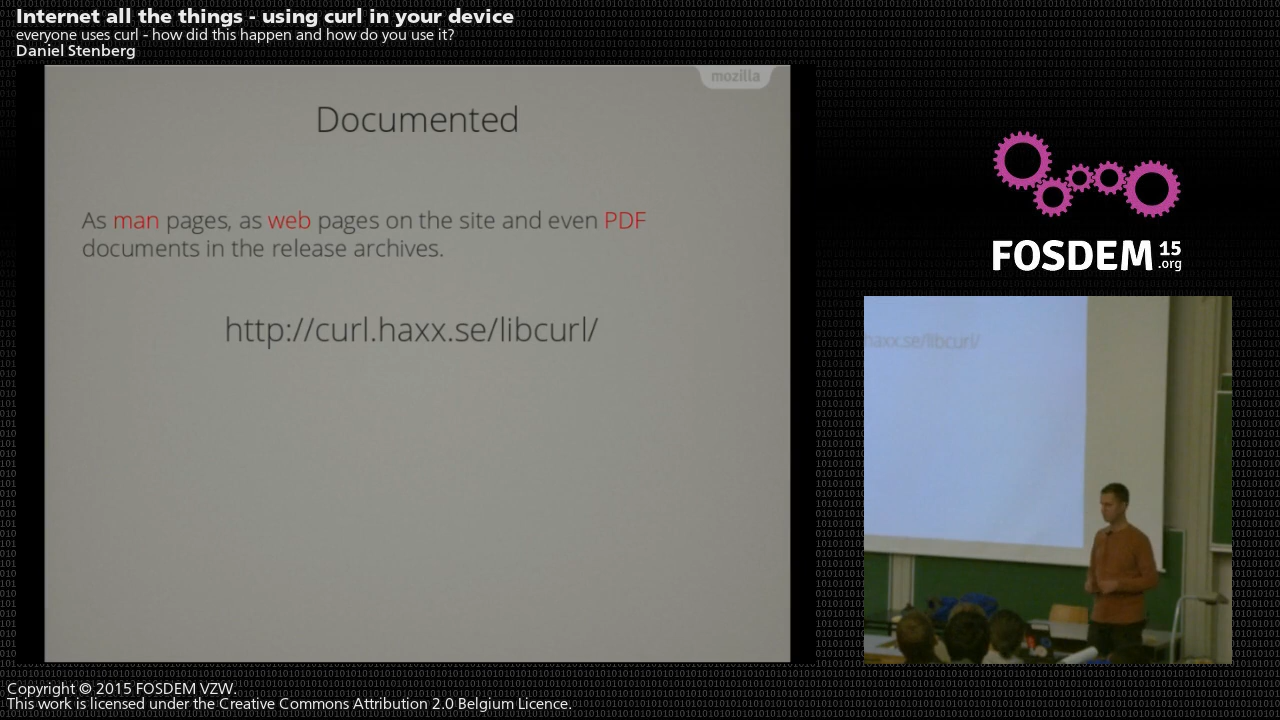 Internet all the things - using curl in your device
everyone uses curl - how did this happen and how do you use it?
Daniel Stenberg
mozilla
Documented
As man pages, as web pages on the site and even PDF
documents in the release archives.
http://curl.haxx.se/libcurl/
FOSDEM 15
.org
haxx.se/libcurl/
Copyright © 2015 FOSDEM VZW.
This work is licensed under the Creative Commons Attribution 2.0 Belgium Licence.